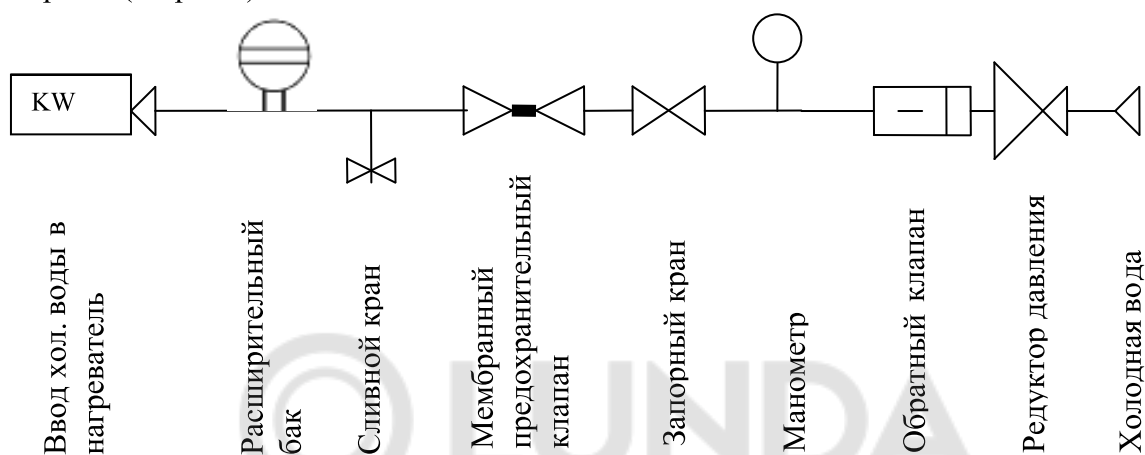 KW
Ввод хол. воды в
нагреватель
Расширительный
бак
Сливной кран
Мембранный
предохранительный
клапан
Запорный кран
Манометр
Обратный клапан
Редуктор давления
Холодная вода
LUNDA